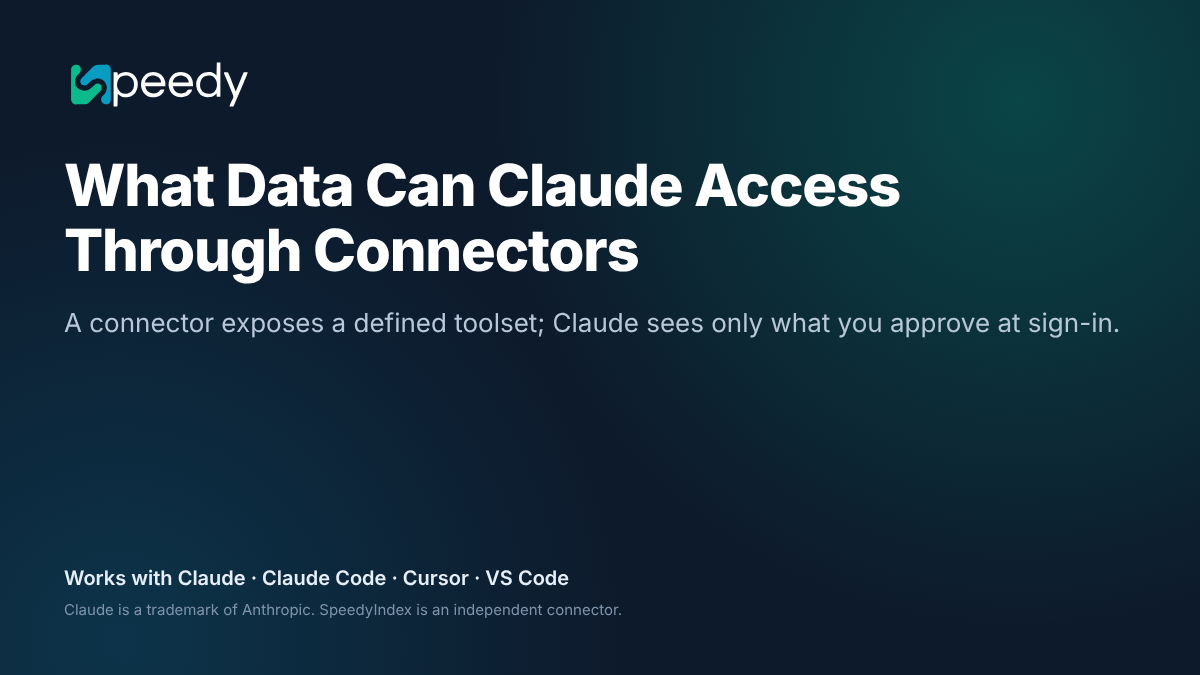 Speedy
What Data Can Claude Access
Through Connectors
A connector exposes a defined toolset; Claude sees only what you approve at sign-in.
Works with Claude · Claude Code · Cursor · VS Code
Claude is a trademark of Anthropic. SpeedyIndex is an independent connector.